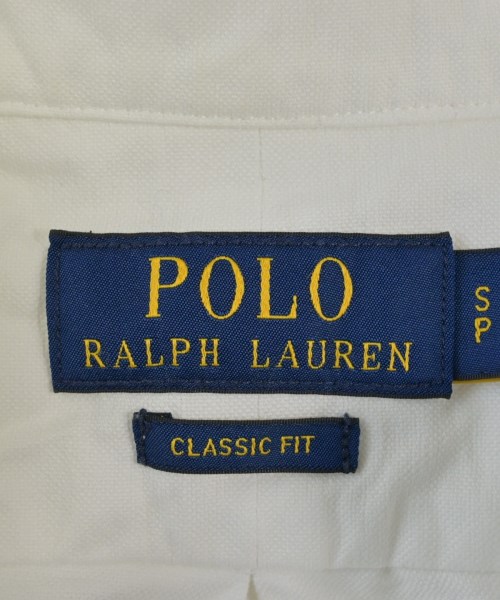 POLO
RALPH LAUREN
S
P
CLASSIC FIT